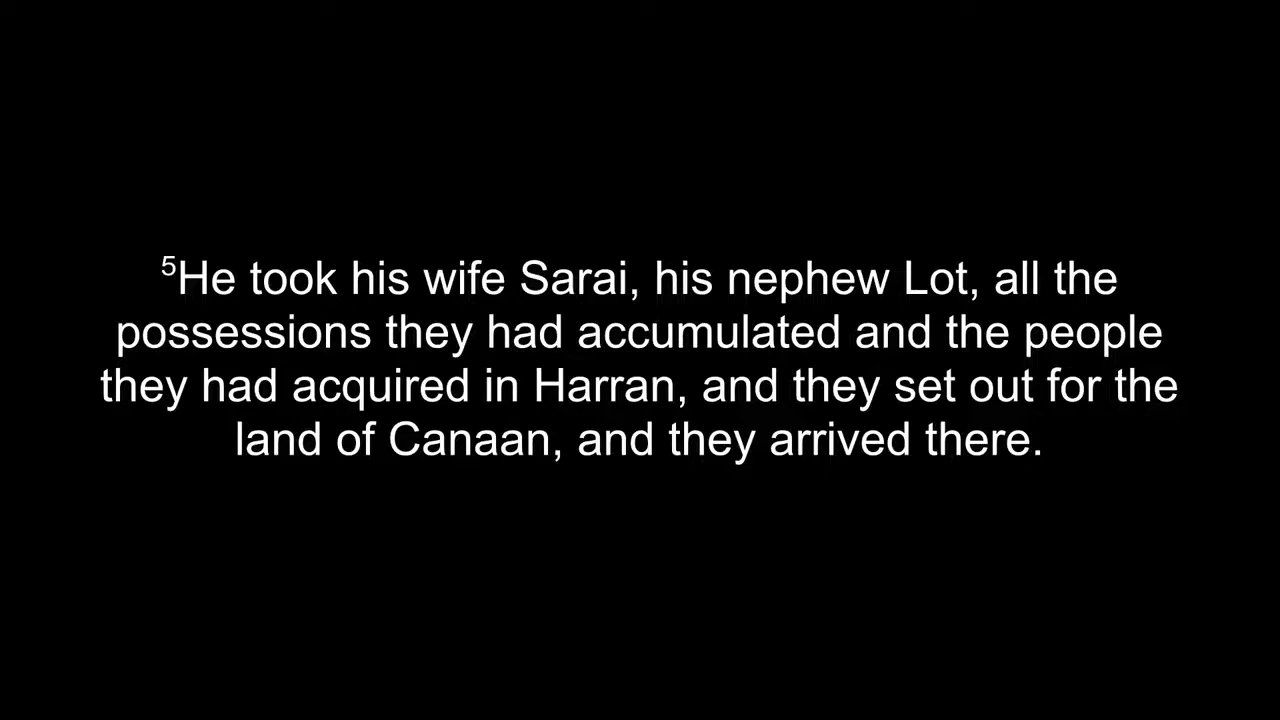 ⁵He took his wife Sarai, his nephew Lot, all the
possessions they had accumulated and the people
they had acquired in Harran, and they set out for the
land of Canaan, and they arrived there.